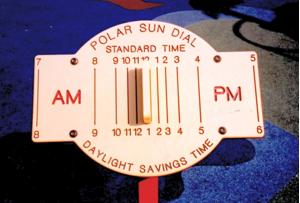 POLAR SUN DIAL
STANDARD TIME
7 8 9 10 11 12 1 2 3 4 5
AM PM
8 9 10 11 12 1 2 3 4 5 6
DAYLIGHT SAVINGS TIME